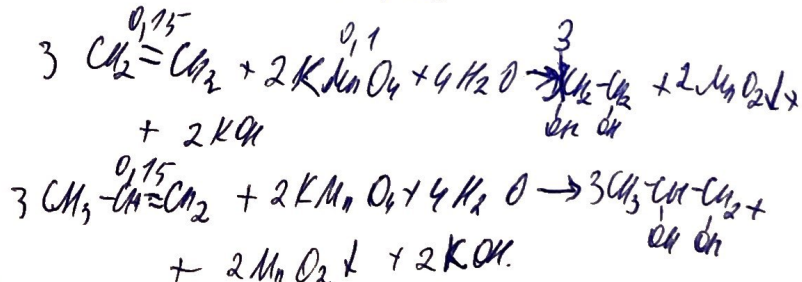 0,15 0,1 3
3 CH2=CH2 + 2KMnO4 + 4H2O → CH2-CH2 + 2MnO2↓+
OH OH
+ 2KOH
0,15
3 CH3-CH=CH2 + 2KMnO4 + 4H2O → 3CH3-CH-CH2 +
OH OH
+ 2MnO2↓ + 2KOH.